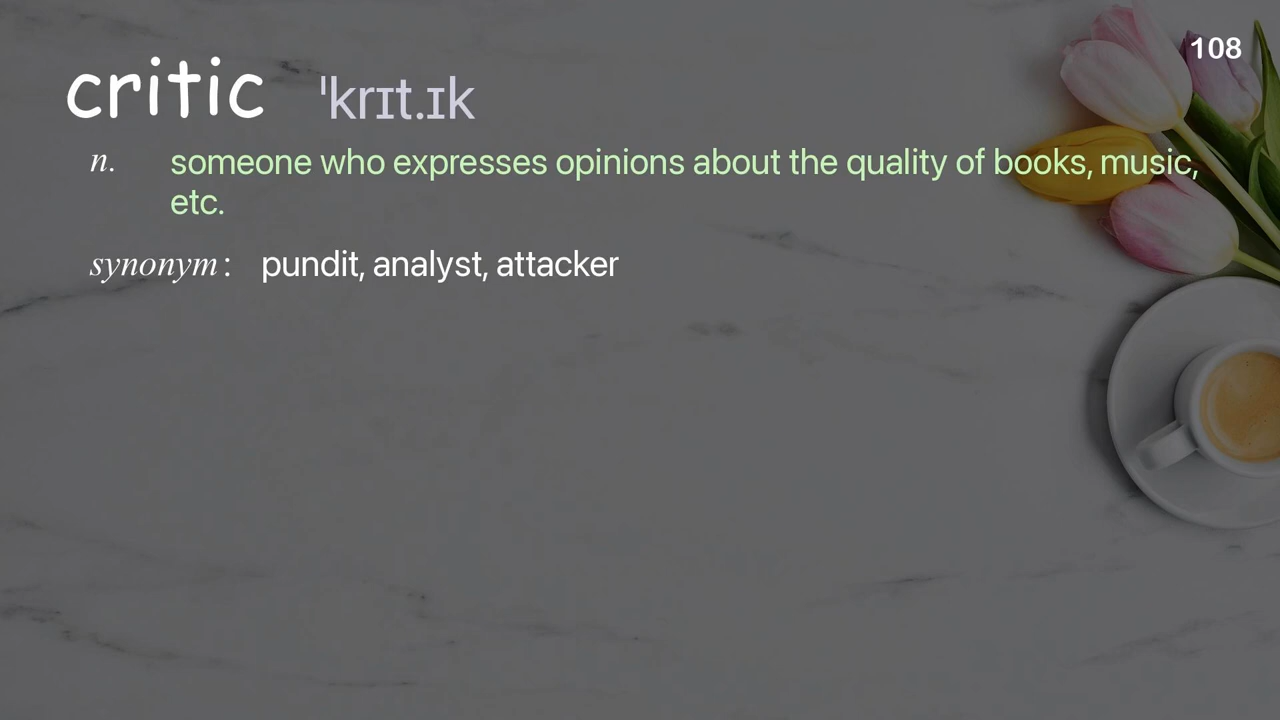 108
critic ˈkrɪt.ɪk
n. someone who expresses opinions about the quality of books, music,
etc.
synonym: pundit, analyst, attacker